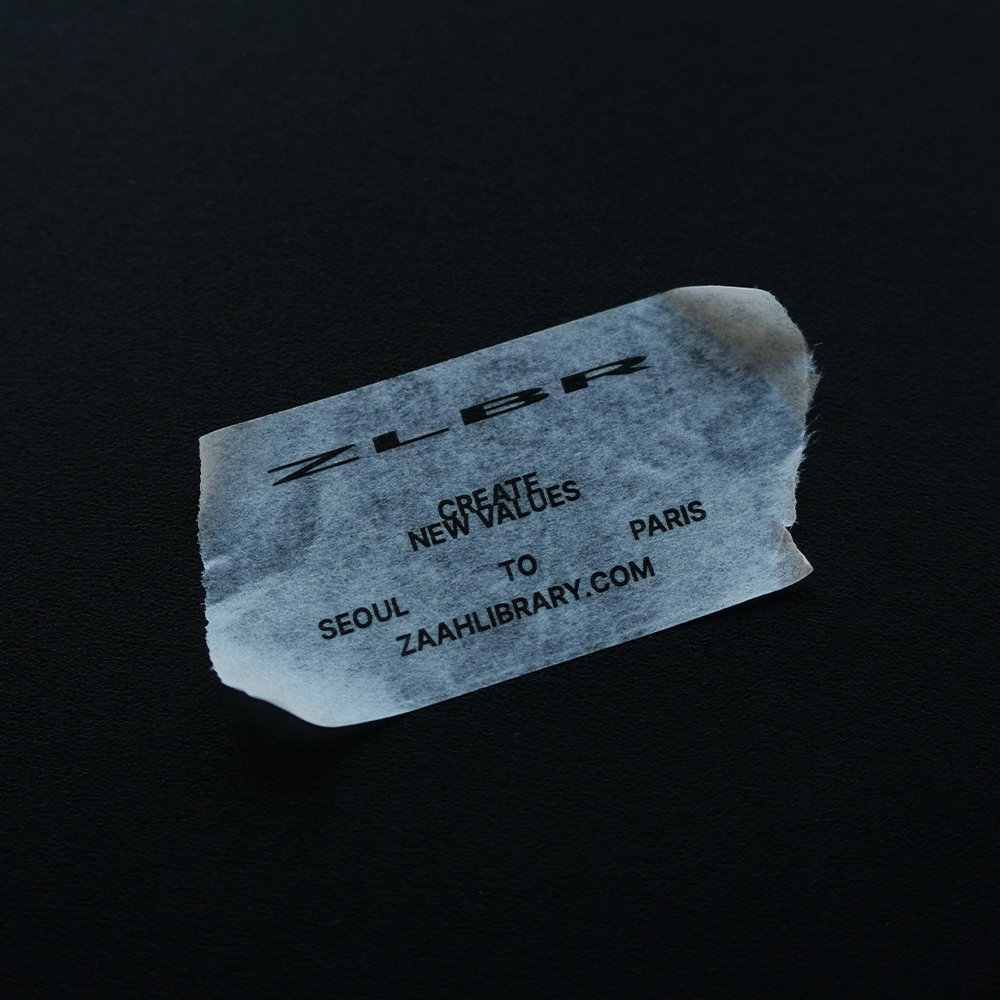 ZLBR
CREATE
NEW VALUES
SEOUL TO PARIS
ZAAHLIBRARY.COM